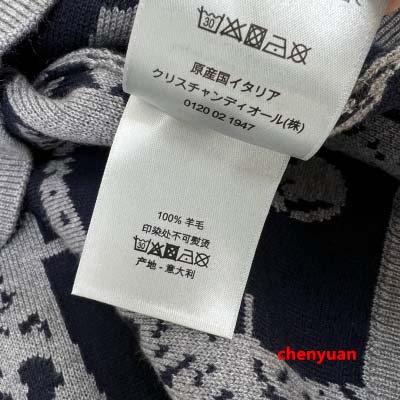 30
原産国イタリア
クリスチャンディオール(株)
0120 02 1947
100% 羊毛
印染处不可熨烫
30
产地 - 意大利
chenyuan